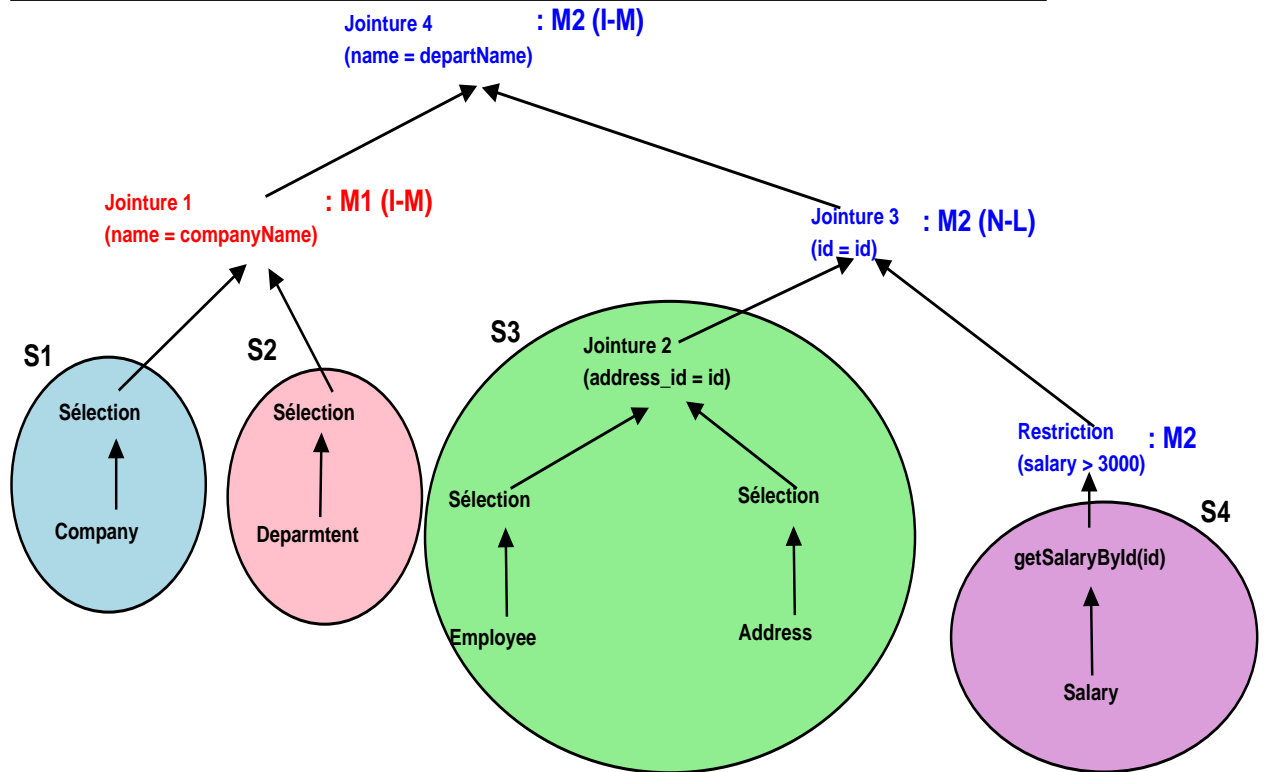 Jointure 4
(name = departName)
: M2 (I-M)
Jointure 1
(name = companyName)
: M1 (I-M)
Jointure 3
(id = id)
: M2 (N-L)
S1
Sélection
Company
S2
Sélection
Deparmtent
S3
Jointure 2
(address_id = id)
Sélection
Employee
Sélection
Address
Restriction
(salary > 3000)
: M2
S4
getSalaryById(id)
Salary